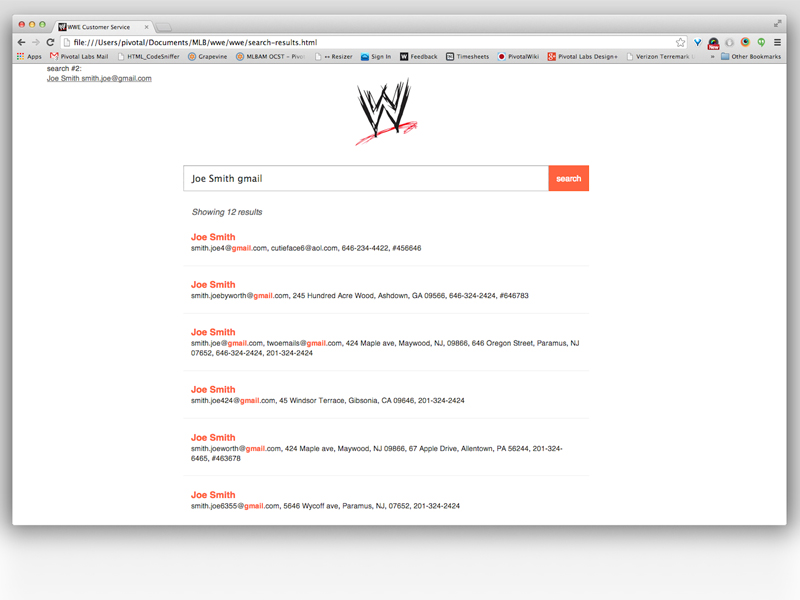 WWE Customer Service
file:///Users/pivotal/Documents/MLB/wwe/wwe/search-results.html
Apps Pivotal Labs Mail HTML_CodeSniffer Grapevine MLBAM OCST - Pivo ↔ Resizer Sign In Feedback Timesheets PivotalWiki Pivotal Labs Design+ Verizon Terremark » Other Bookmarks
New
search #2:
Joe Smith smith.joe@gmail.com
W
Joe Smith gmail search
Showing 12 results
Joe Smith
smith.joe4@gmail.com, cutieface6@aol.com, 646-234-4422, #456646
Joe Smith
smith.joebyworth@gmail.com, 245 Hundred Acre Wood, Ashdown, GA 09566, 646-324-2424, #646783
Joe Smith
smith.joe@gmail.com, twoemails@gmail.com, 424 Maple ave, Maywood, NJ, 09866, 646 Oregon Street, Paramus, NJ
07652, 646-324-2424, 201-324-2424
Joe Smith
smith.joe424@gmail.com, 45 Windsor Terrace, Gibsonia, CA 09646, 201-324-2424
Joe Smith
smith.joeworth@gmail.com, 424 Maple ave, Maywood, NJ 09866, 67 Apple Drive, Allentown, PA 56244, 201-324-
6465, #463678
Joe Smith
smith.joe6355@gmail.com, 5646 Wycoff ave, Paramus, NJ, 07652, 201-324-2424